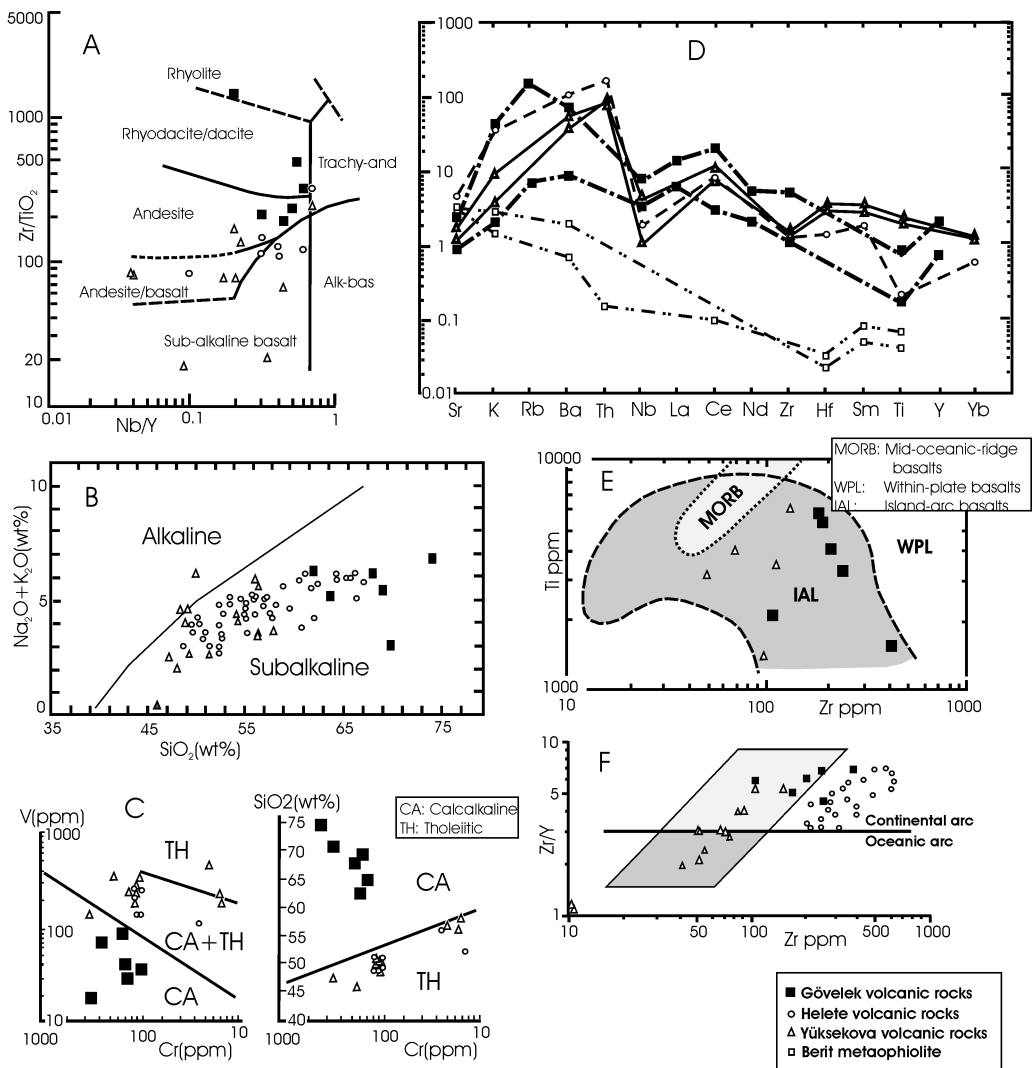 A
5000
1000
500
100
50
20
10
Zr/TiO2
0.01
0.1
1
Nb/Y
Rhyolite
Rhyodacite/dacite
Trachy-and
Andesite
Andesite/basalt
Alk-bas
Sub-alkaline basalt
D
1000
100
10
1
0.1
0.01
Sr K Rb Ba Th Nb La Ce Nd Zr Hf Sm Ti Y Yb
B
10
5
0
Na2O+K2O(wt%)
Alkaline
Subalkaline
35 45 55 65 75
SiO2(wt%)
E
MORB: Mid-oceanic-ridge
basalts
WPL: Within-plate basalts
IAL: Island-arc basalts
10000
1000
Ti ppm
MORB
WPL
IAL
10 100 1000
Zr ppm
C
V(ppm)
1000
100
10
TH
CA+TH
CA
1000 100 10
Cr(ppm)
SiO2(wt%)
75
70
65
60
55
50
45
40
CA: Calcalkaline
TH: Tholeiitic
CA
TH
1000 100 10
Cr(ppm)
F
10
5
3
1
Zr/Y
Continental arc
Oceanic arc
10 50 100 500 1000
Zr ppm
Gövelek volcanic rocks
Helete volcanic rocks
Yüksekova volcanic rocks
Berit metaophiolite